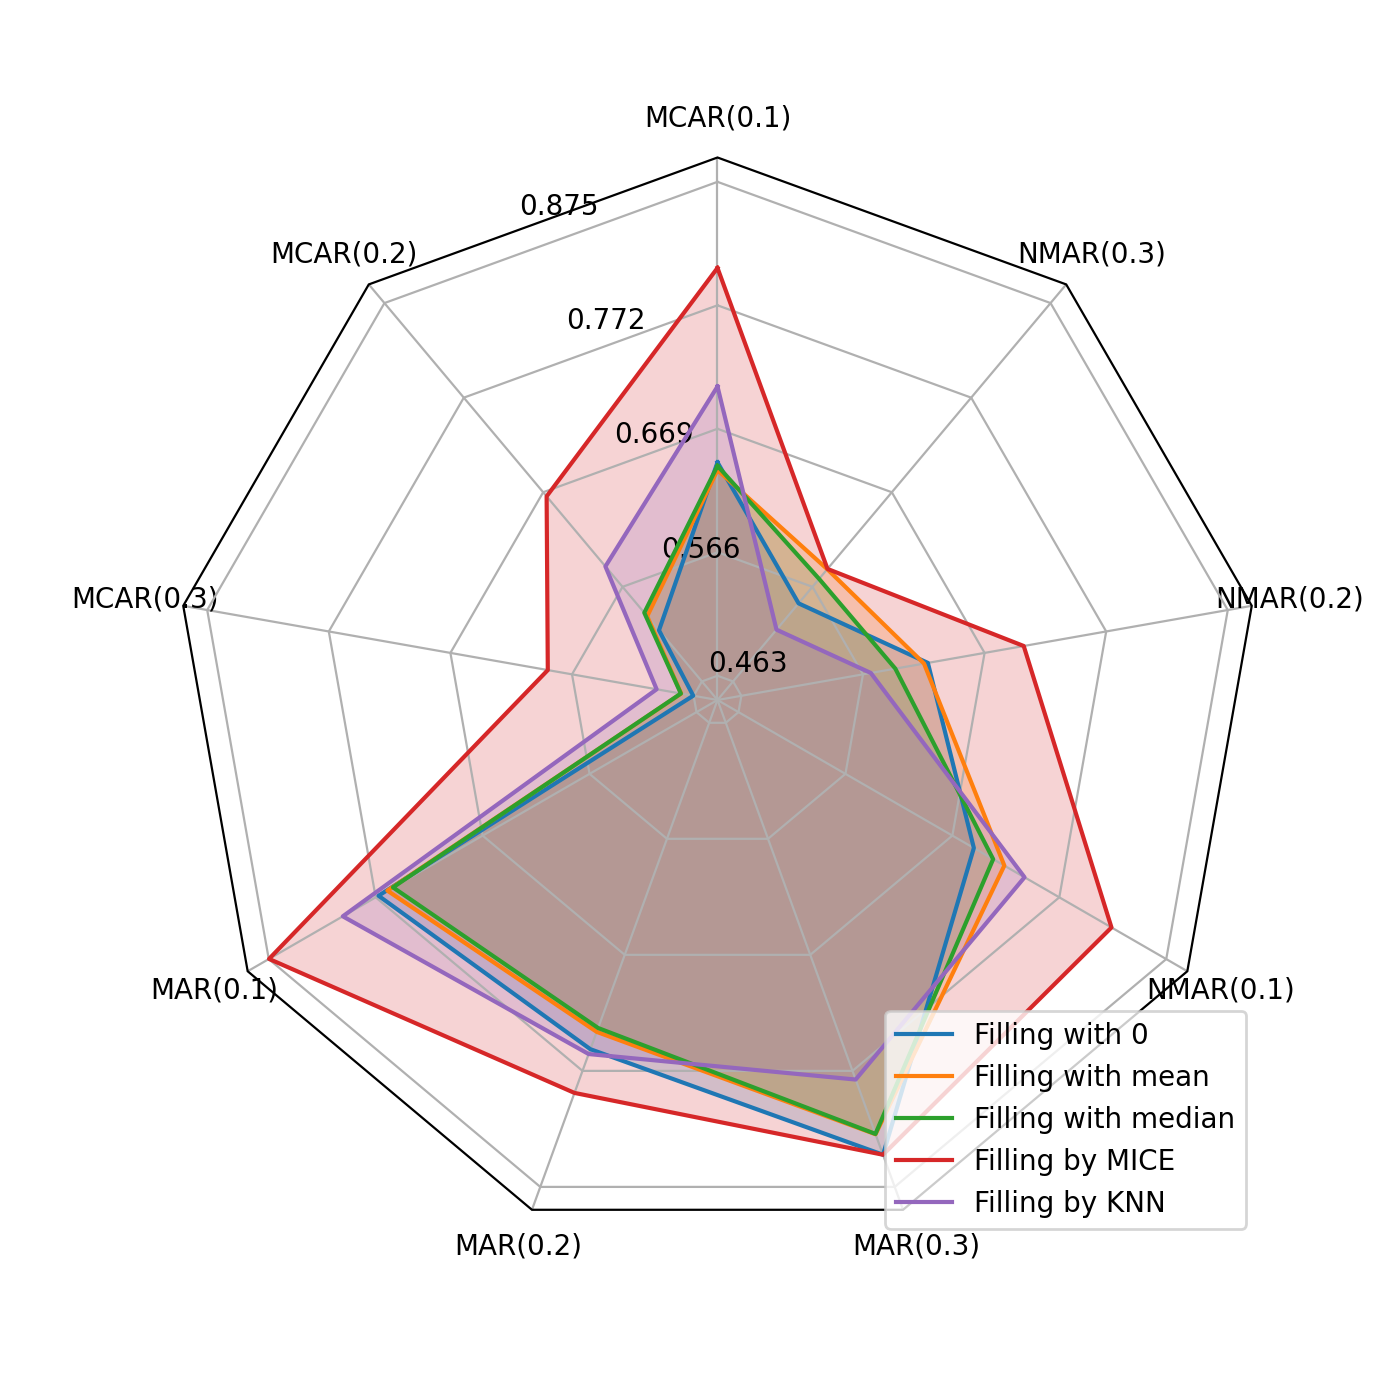 MCAR(0.1)
0.875
MCAR(0.2)
NMAR(0.3)
0.772
0.669
0.566
MCAR(0.3)
NMAR(0.2)
0.463
MAR(0.1)
NMAR(0.1)
Filling with 0
Filling with mean
Filling with median
Filling by MICE
Filling by KNN
MAR(0.2)
MAR(0.3)